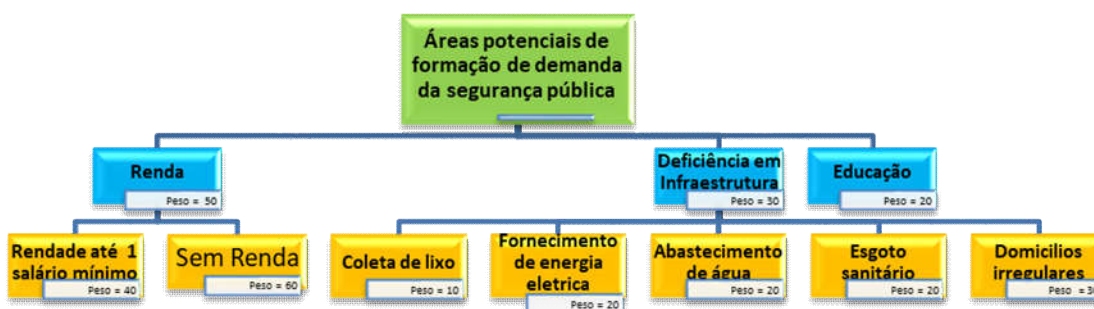 Áreas potenciais de
formação de demanda
da segurança pública
Renda
Peso = 50
Deficiência em
Infraestrutura
Peso = 30
Educação
Peso = 20
Rendade até 1
salário mínimo
Peso = 40
Sem Renda
Peso = 60
Coleta de lixo
Peso = 10
Fornecimento
de energia
eletrica
Peso = 20
Abastecimento
de água
Peso = 20
Esgoto
sanitário
Peso = 20
Domicilios
irregulares
Peso = 30